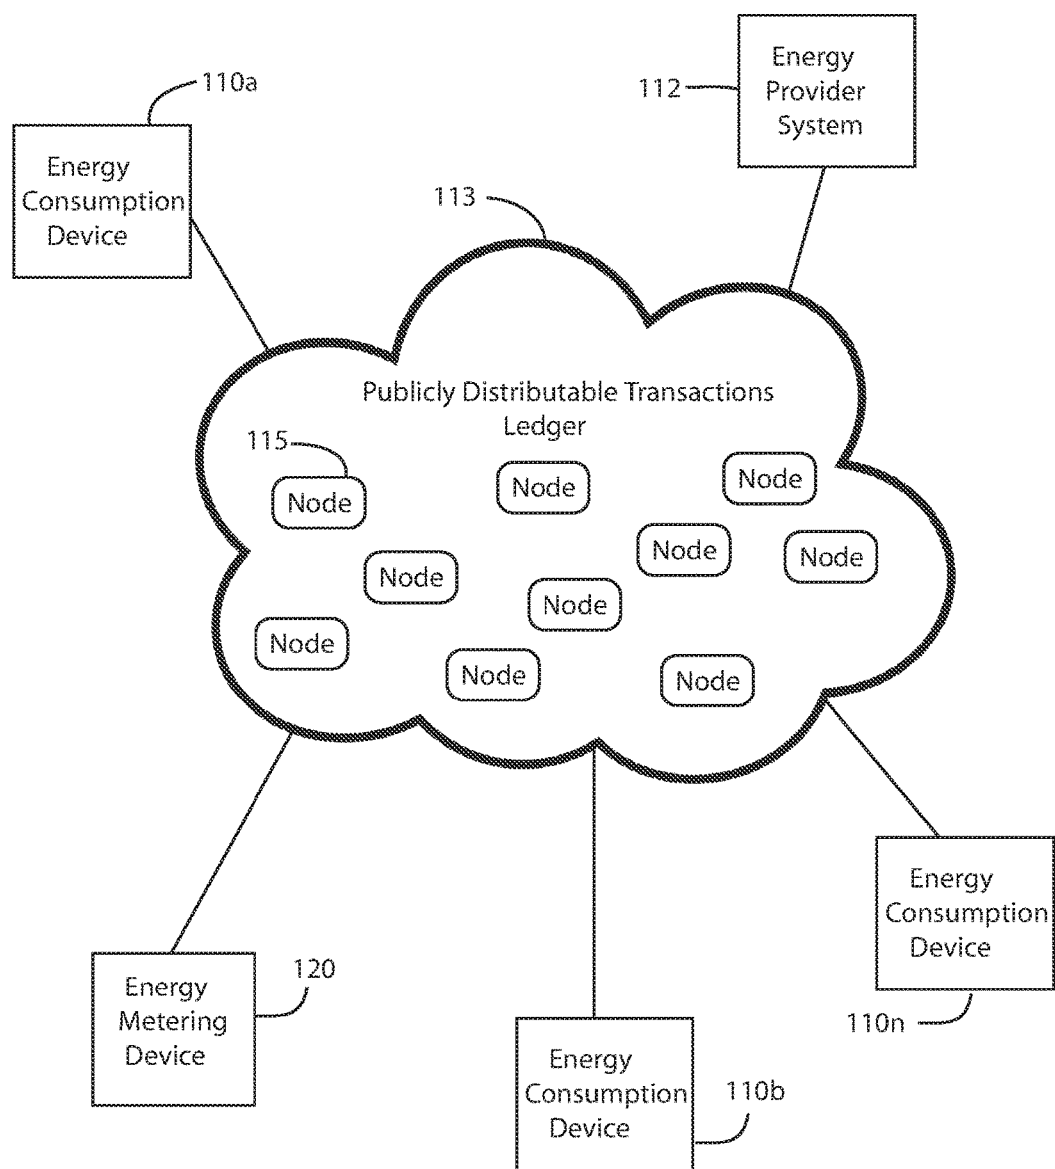 Energy
Provider
System
112
110a
Energy
Consumption
Device
113
Publicly Distributable Transactions
Ledger
115
Node
Node
Node
Node
Node
Node
Node
Node
Node
Node
Energy
Consumption
Device
110n
120
Energy
Metering
Device
Energy
Consumption
Device
110b